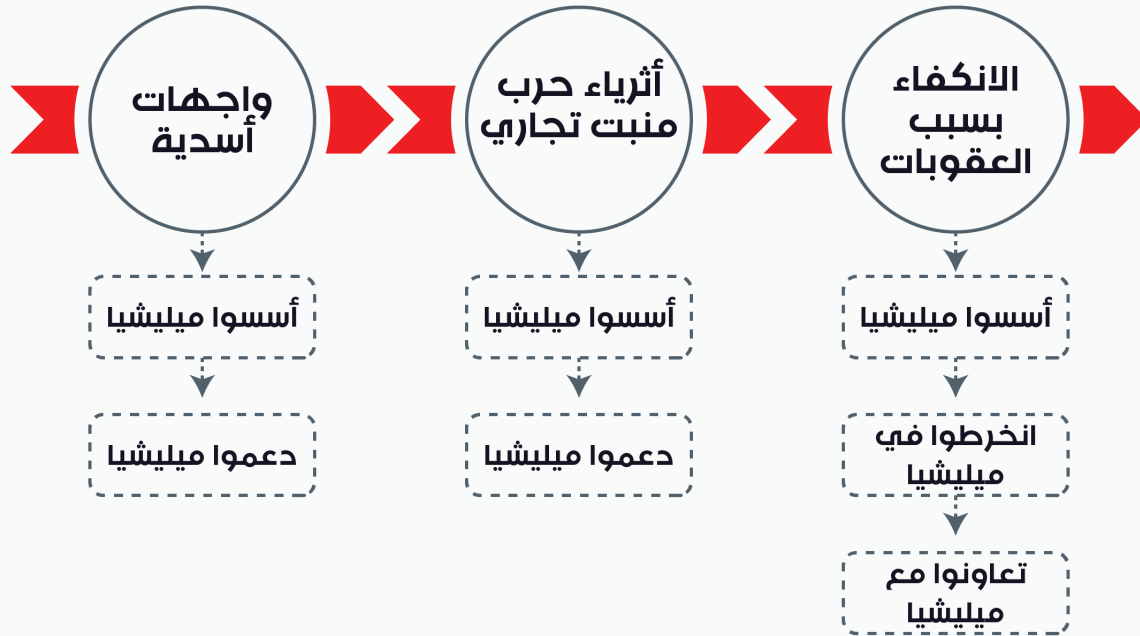 الانكفاء
بسبب
العقوبات
أسسوا ميليشيا
انخرطوا في
ميليشيا
تعاونوا مع
ميليشيا
أثرياء حرب
منبت تجاري
أسسوا ميليشيا
دعموا ميليشيا
واجهات
أسدية
أسسوا ميليشيا
دعموا ميليشيا